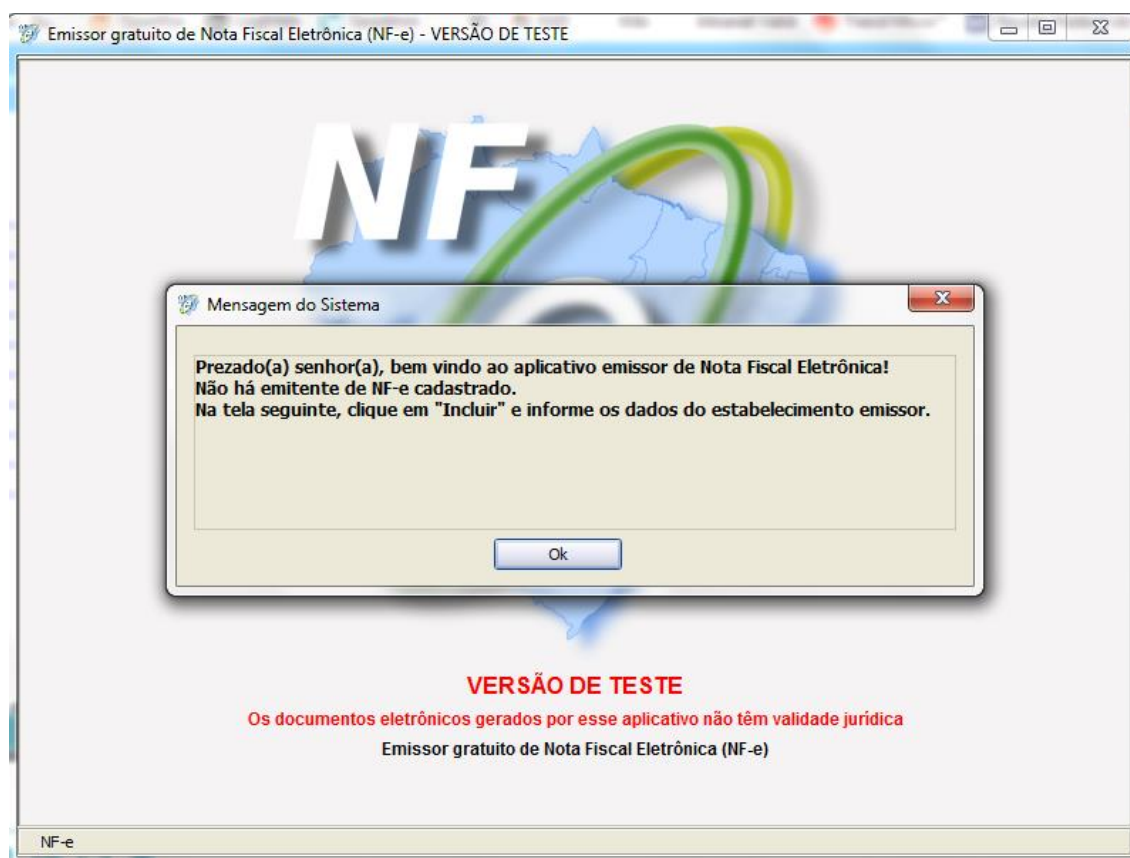 Emissor gratuito de Nota Fiscal Eletrônica (NF-e) - VERSÃO DE TESTE
NF
Mensagem do Sistema
Prezado(a) senhor(a), bem vindo ao aplicativo emissor de Nota Fiscal Eletrônica!
Não há emitente de NF-e cadastrado.
Na tela seguinte, clique em "Incluir" e informe os dados do estabelecimento emissor.
Ok
VERSÃO DE TESTE
Os documentos eletrônicos gerados por esse aplicativo não têm validade jurídica
Emissor gratuito de Nota Fiscal Eletrônica (NF-e)
NF-e